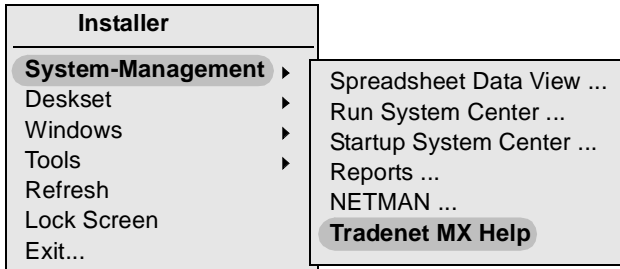 Installer
System-Management
Deskset
Windows
Tools
Refresh
Lock Screen
Exit...
Spreadsheet Data View ...
Run System Center ...
Startup System Center ...
Reports ...
NETMAN ...
Tradenet MX Help